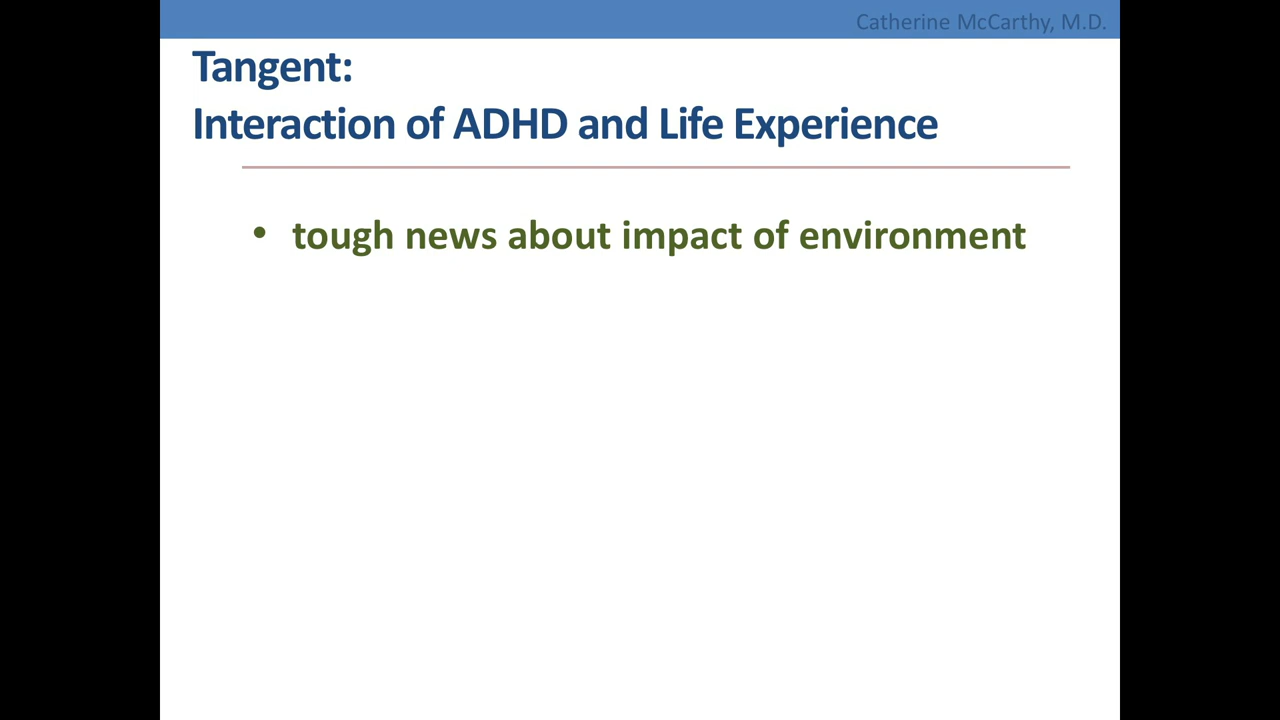 Catherine McCarthy, M.D.
Tangent:
Interaction of ADHD and Life Experience
• tough news about impact of environment